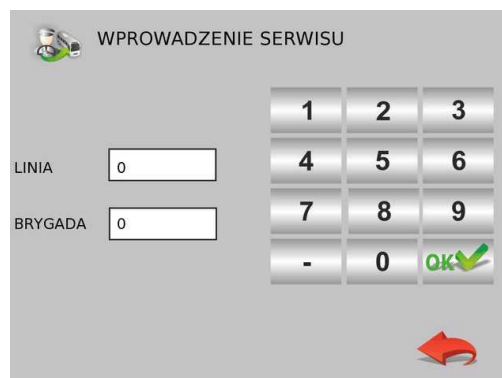 WPROWADZENIE SERWISU
LINIA 0
BRYGADA 0
1 2 3
4 5 6
7 8 9
- 0 OK